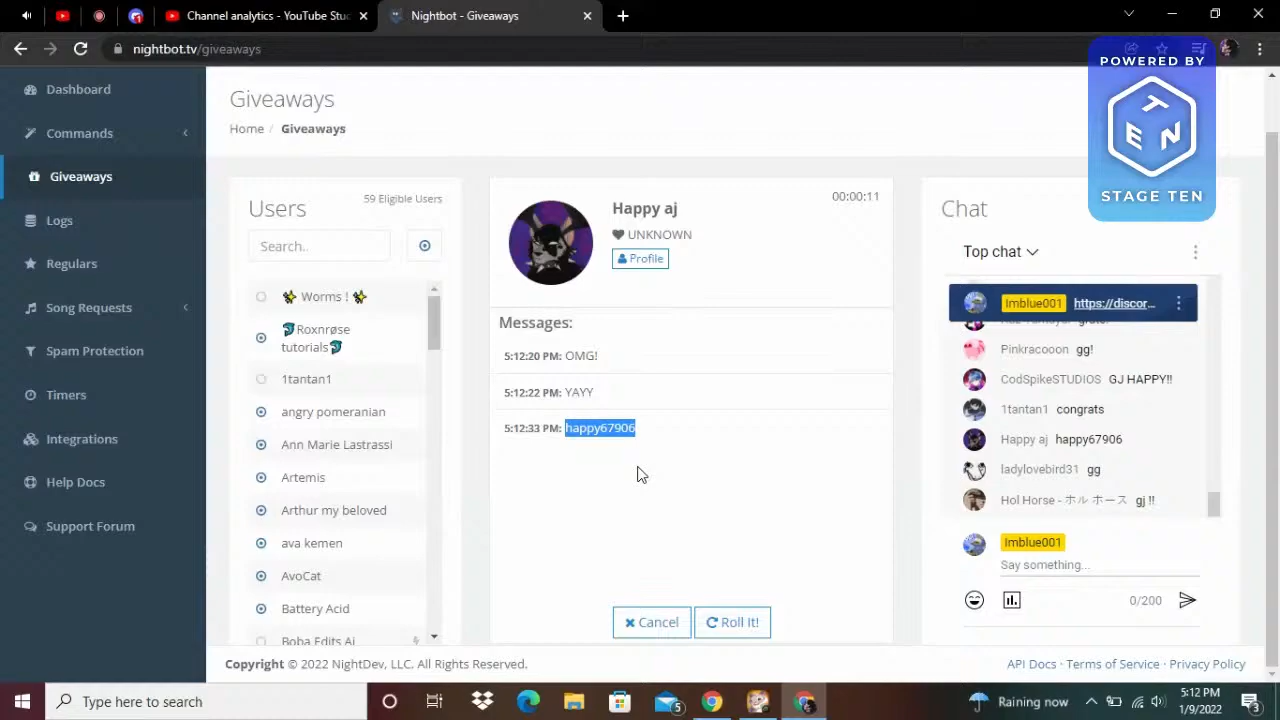 Channel analytics - YouTube Stu
Nightbot - Giveaways
nightbot.tv/giveaways
POWERED BY
TEN
STAGE TEN
Dashboard
Commands
Giveaways
Logs
Regulars
Song Requests
Spam Protection
Timers
Integrations
Help Docs
Support Forum
Giveaways
Home / Giveaways
Users
59 Eligible Users
Search..
✨ Worms ! ✨
Roxnrøse
tutorials
1tantan1
angry pomeranian
Ann Marie Lastrassi
Artemis
Arthur my beloved
ava kemen
AvoCat
Battery Acid
Boba Edits Aj
Happy aj
00:00:11
UNKNOWN
Profile
Messages:
5:12:20 PM: OMG!
5:12:22 PM: YAYY
5:12:33 PM: happy67906
Cancel
Roll It!
Chat
Top chat
Imblue001 https://discor...
Pinkracooon gg!
CodSpikeSTUDIOS GJ HAPPY!!
1tantan1 congrats
Happy aj happy67906
ladylovebird31 gg
Hol Horse - ホル ホース gj !!
Imblue001
Say something...
0/200
Copyright © 2022 NightDev, LLC. All Rights Reserved.
API Docs · Terms of Service · Privacy Policy
Type here to search
5
Raining now
5:12 PM
1/9/2022
3